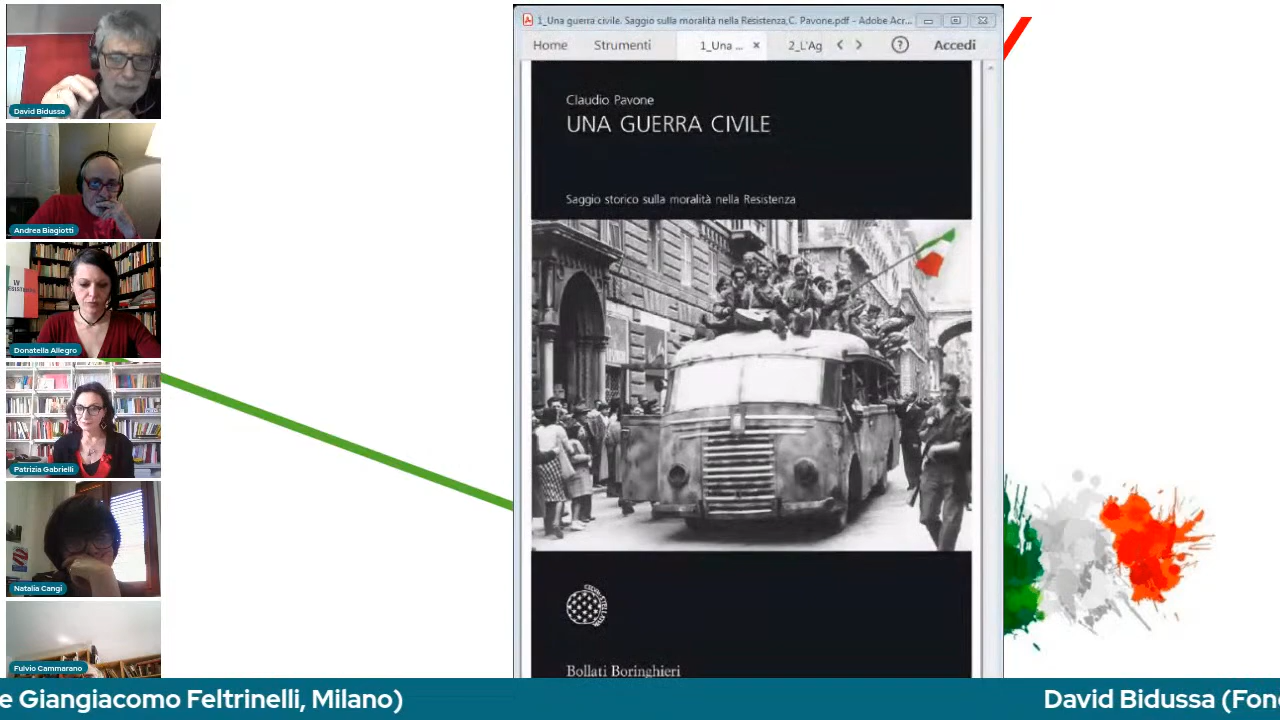 David Bidussa
Andrea Biagiotti
Donatella Allegro
Patrizia Gabrielli
Natalia Cangi
Fulvio Cammarano
1_Una guerra civile. Saggio sulla moralità nella Resistenza,C. Pavone.pdf - Adobe Acr...
Home Strumenti 1_Una ... × 2_L'Ag < > ? Accedi
Claudio Pavone
UNA GUERRA CIVILE
Saggio storico sulla moralità nella Resistenza
Bollati Boringhieri
e Giangiacomo Feltrinelli, Milano) David Bidussa (Fond